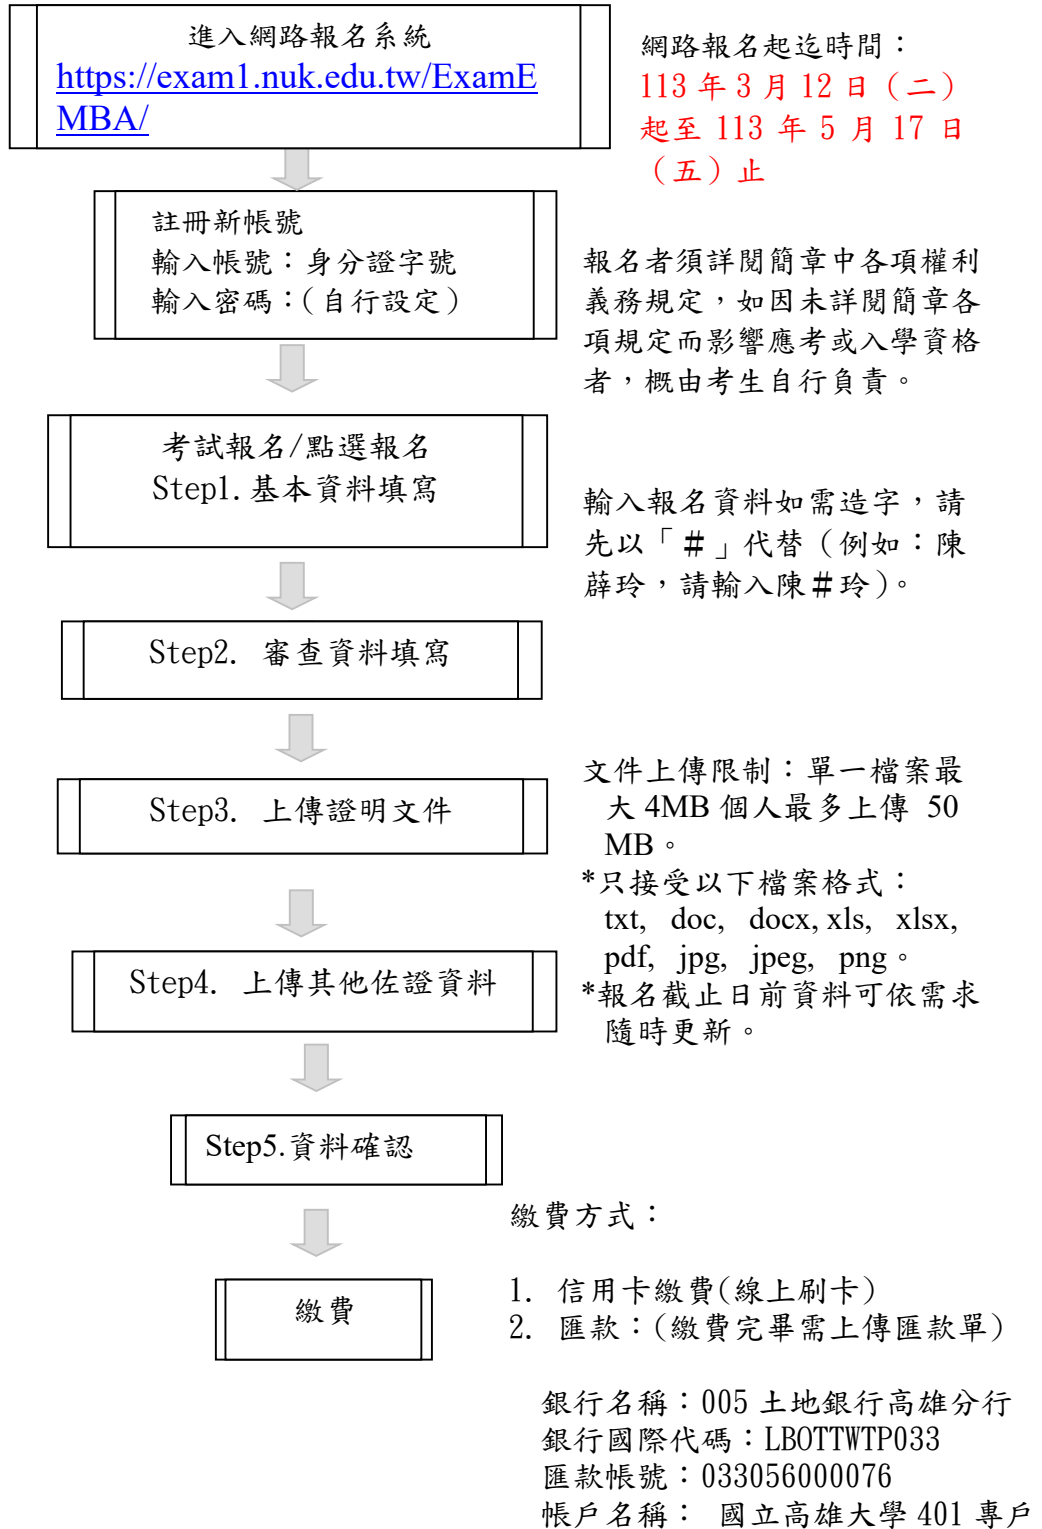 進入網路報名系統
https://exam1.nuk.edu.tw/ExamE
MBA/
網路報名起迄時間：
113 年 3 月 12 日（二）
起至 113 年 5 月 17 日
（五）止
註冊新帳號
輸入帳號：身分證字號
輸入密碼：(自行設定)
報名者須詳閱簡章中各項權利
義務規定，如因未詳閱簡章各
項規定而影響應考或入學資格
者，概由考生自行負責。
考試報名/點選報名
Step1.基本資料填寫
輸入報名資料如需造字，請
先以「＃」代替（例如：陳
薜玲，請輸入陳＃玲)。
Step2. 審查資料填寫
Step3. 上傳證明文件
文件上傳限制：單一檔案最
大 4MB 個人最多上傳 50
MB。
*只接受以下檔案格式：
txt, doc, docx, xls, xlsx,
pdf, jpg, jpeg, png。
*報名截止日前資料可依需求
隨時更新。
Step4. 上傳其他佐證資料
Step5.資料確認
繳費
繳費方式：
1. 信用卡繳費(線上刷卡)
2. 匯款：(繳費完畢需上傳匯款單)
銀行名稱：005 土地銀行高雄分行
銀行國際代碼：LBOTTWTP033
匯款帳號：033056000076
帳戶名稱： 國立高雄大學 401 專戶